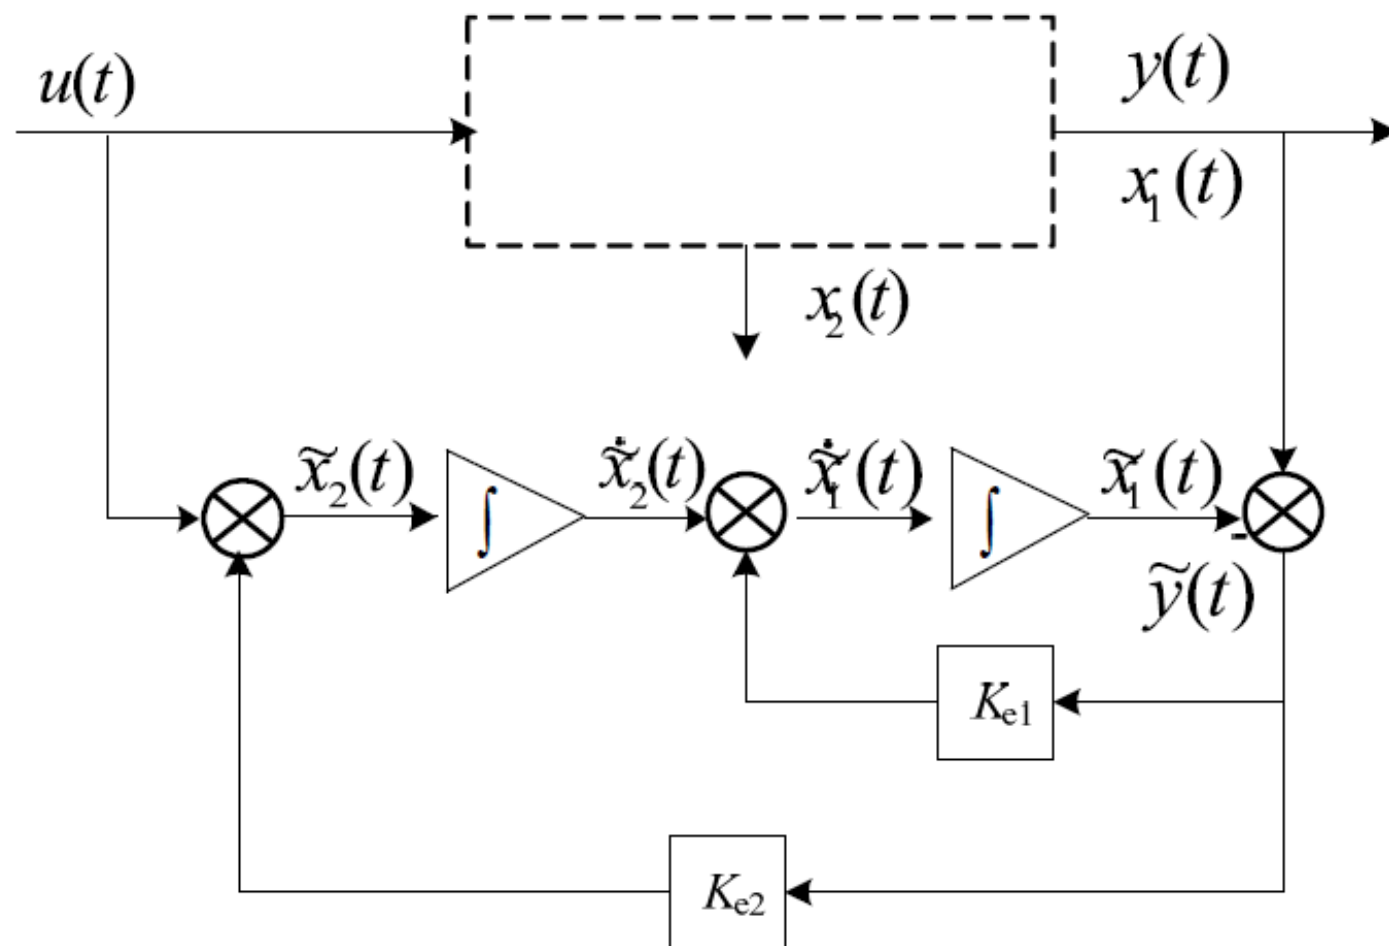 u(t)
y(t)
x₁(t)
x₂(t)
x̃₂(t)
∫
x̃̇₂(t)
x̃̇₁(t)
∫
x̃₁(t)
-
ỹ(t)
Kₑ₁
Kₑ₂